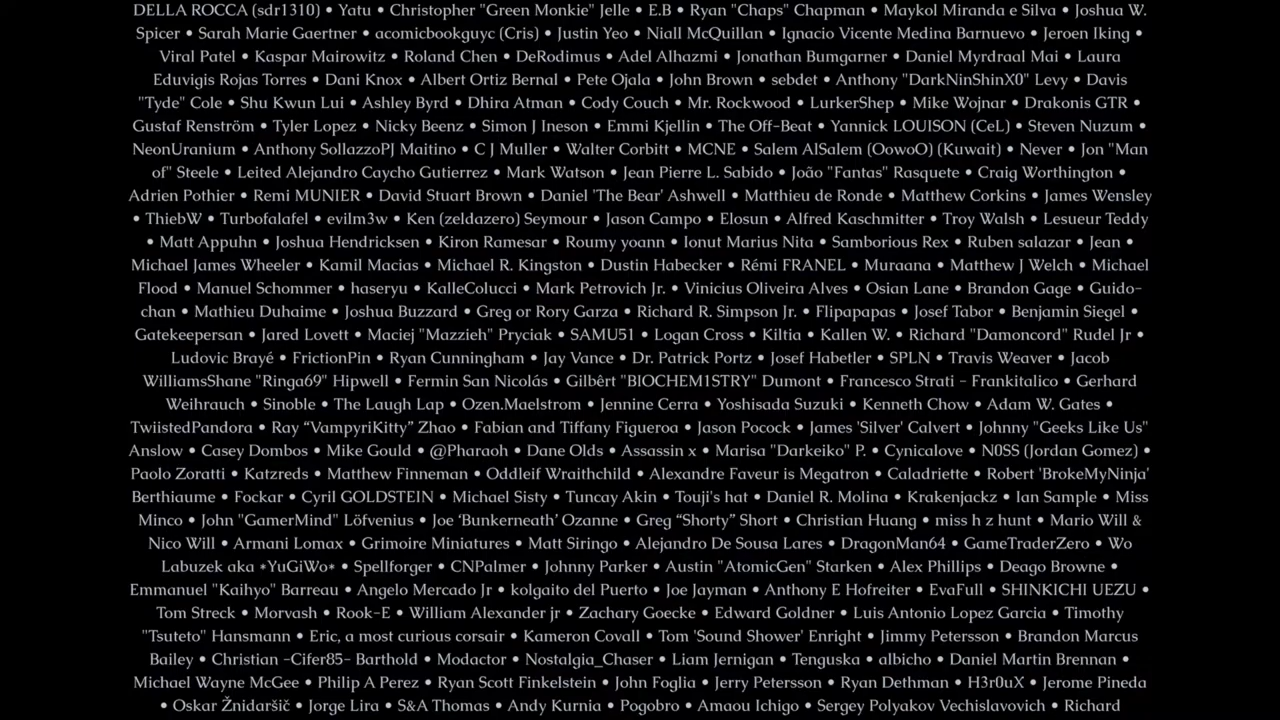 DELLA ROCCA (sdr1310) • Yatu • Christopher "Green Monkie" Jelle • E.B • Ryan "Chaps" Chapman • Maykol Miranda e Silva • Joshua W.
Spicer • Sarah Marie Gaertner • acomicbookguyc (Cris) • Justin Yeo • Niall McQuillan • Ignacio Vicente Medina Barnuevo • Jeroen Iking •
Viral Patel • Kaspar Mairowitz • Roland Chen • DeRodimus • Adel Alhazmi • Jonathan Bumgarner • Daniel Myrdraal Mai • Laura
Eduvigis Rojas Torres • Dani Knox • Albert Ortiz Bernal • Pete Ojala • John Brown • sebdet • Anthony "DarkNinShinX0" Levy • Davis
"Tyde" Cole • Shu Kwun Lui • Ashley Byrd • Dhira Atman • Cody Couch • Mr. Rockwood • LurkerShep • Mike Wojnar • Drakonis GTR •
Gustaf Renström • Tyler Lopez • Nicky Beenz • Simon J Ineson • Emmi Kjellin • The Off-Beat • Yannick LOUISON (CeL) • Steven Nuzum •
NeonUranium • Anthony SollazzoPJ Maitino • C J Muller • Walter Corbitt • MCNE • Salem AlSalem (OowoO) (Kuwait) • Never • Jon "Man
of" Steele • Leited Alejandro Caycho Gutierrez • Mark Watson • Jean Pierre L. Sabido • João "Fantas" Rasquete • Craig Worthington •
Adrien Pothier • Remi MUNIER • David Stuart Brown • Daniel 'The Bear' Ashwell • Matthieu de Ronde • Matthew Corkins • James Wensley
• ThiebW • Turbofalafel • evilm3w • Ken (zeldazero) Seymour • Jason Campo • Elosun • Alfred Kaschmitter • Troy Walsh • Lesueur Teddy
• Matt Appuhn • Joshua Hendricksen • Kiron Ramesar • Roumy yoann • Ionut Marius Nita • Samborious Rex • Ruben salazar • Jean •
Michael James Wheeler • Kamil Macias • Michael R. Kingston • Dustin Habecker • Rémi FRANEL • Muraana • Matthew J Welch • Michael
Flood • Manuel Schommer • haseryu • KalleColucci • Mark Petrovich Jr. • Vinicius Oliveira Alves • Osian Lane • Brandon Gage • Guido-
chan • Mathieu Duhaime • Joshua Buzzard • Greg or Rory Garza • Richard R. Simpson Jr. • Flipapapas • Josef Tabor • Benjamin Siegel •
Gatekeepersan • Jared Lovett • Maciej "Mazzieh" Pryciak • SAMU51 • Logan Cross • Kiltia • Kallen W. • Richard "Damoncord" Rudel Jr •
Ludovic Brayé • FrictionPin • Ryan Cunningham • Jay Vance • Dr. Patrick Portz • Josef Habetler • SPLN • Travis Weaver • Jacob
WilliamsShane "Ringa69" Hipwell • Fermin San Nicolás • Gilbêrt "BIOCHEM1STRY" Dumont • Francesco Strati - Frankitalico • Gerhard
Weihrauch • Sinoble • The Laugh Lap • Ozen.Maelstrom • Jennine Cerra • Yoshisada Suzuki • Kenneth Chow • Adam W. Gates •
TwiistedPandora • Ray “VampyriKitty” Zhao • Fabian and Tiffany Figueroa • Jason Pocock • James 'Silver' Calvert • Johnny "Geeks Like Us"
Anslow • Casey Dombos • Mike Gould • @Pharaoh • Dane Olds • Assassin x • Marisa "Darkeiko" P. • Cynicalove • N0SS (Jordan Gomez) •
Paolo Zoratti • Katzreds • Matthew Finneman • Oddleif Wraithchild • Alexandre Faveur is Megatron • Caladriette • Robert 'BrokeMyNinja'
Berthiaume • Fockar • Cyril GOLDSTEIN • Michael Sisty • Tuncay Akin • Touji's hat • Daniel R. Molina • Krakenjackz • Ian Sample • Miss
Minco • John "GamerMind" Löfvenius • Joe ‘Bunkerneath’ Ozanne • Greg “Shorty” Short • Christian Huang • miss h z hunt • Mario Will &
Nico Will • Armani Lomax • Grimoire Miniatures • Matt Siringo • Alejandro De Sousa Lares • DragonMan64 • GameTraderZero • Wo
Labuzek aka *YuGiWo* • Spellforger • CNPalmer • Johnny Parker • Austin "AtomicGen" Starken • Alex Phillips • Deago Browne •
Emmanuel "Kaihyo" Barreau • Angelo Mercado Jr • kolgaito del Puerto • Joe Jayman • Anthony E Hofreiter • EvaFull • SHINKICHI UEZU •
Tom Streck • Morvash • Rook-E • William Alexander jr • Zachary Goecke • Edward Goldner • Luis Antonio Lopez Garcia • Timothy
"Tsuteto" Hansmann • Eric, a most curious corsair • Kameron Covall • Tom 'Sound Shower' Enright • Jimmy Petersson • Brandon Marcus
Bailey • Christian -Cifer85- Barthold • Modactor • Nostalgia_Chaser • Liam Jernigan • Tenguska • albicho • Daniel Martin Brennan •
Michael Wayne McGee • Philip A Perez • Ryan Scott Finkelstein • John Foglia • Jerry Petersson • Ryan Dethman • H3r0uX • Jerome Pineda
• Oskar Žnidaršič • Jorge Lira • S&A Thomas • Andy Kurnia • Pogobro • Amaou Ichigo • Sergey Polyakov Vechislavovich • Richard